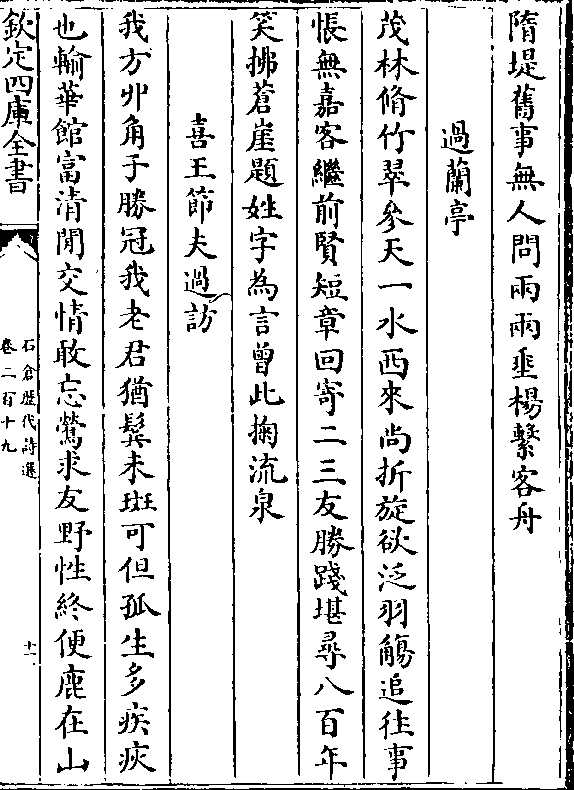 隋堤舊事無人問兩兩垂楊繫客舟
過蘭亭
茂林脩竹翠參天一水西來尚折旋欲泛羽觴追往事
悵無嘉客繼前賢短章回寄二三友勝踐堪尋八百年
笑拂蒼崖題姓字為言曾此掬流泉
喜王節夫過訪
我方丱角子勝冠我老君猶鬂未斑可但孤生多疾疢
也輸華館富清閒交情敢忘鶯求友野性終便鹿在山
欽定四庫全書
石倉歷代詩選
卷二百十九
十一